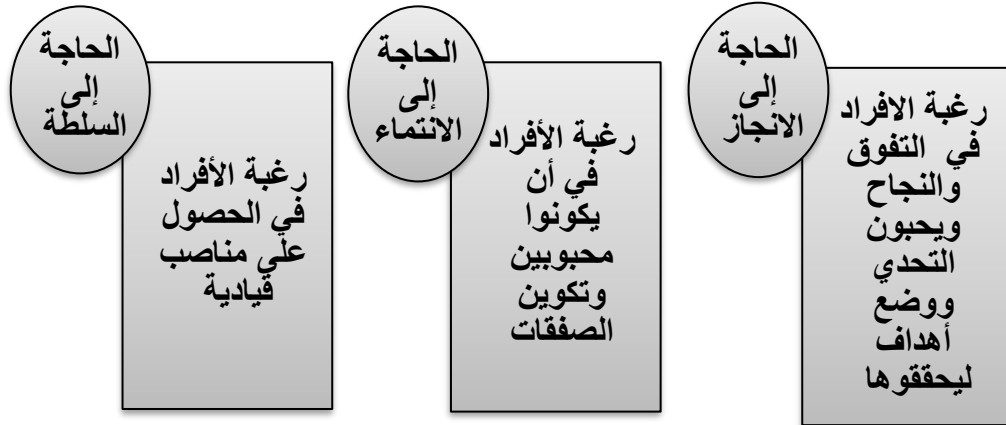 الحاجة
إلى
الانجاز
رغبة الافراد
في التفوق
والنجاح
ويحبون
التحدي
ووضع
أهداف
ليحققوها
الحاجة
إلى
الانتماء
رغبة الأفراد
في أن
يكونوا
محبوبين
وتكوين
الصفقات
الحاجة
إلى
السلطة
رغبة الأفراد
في الحصول
على مناصب
قيادية